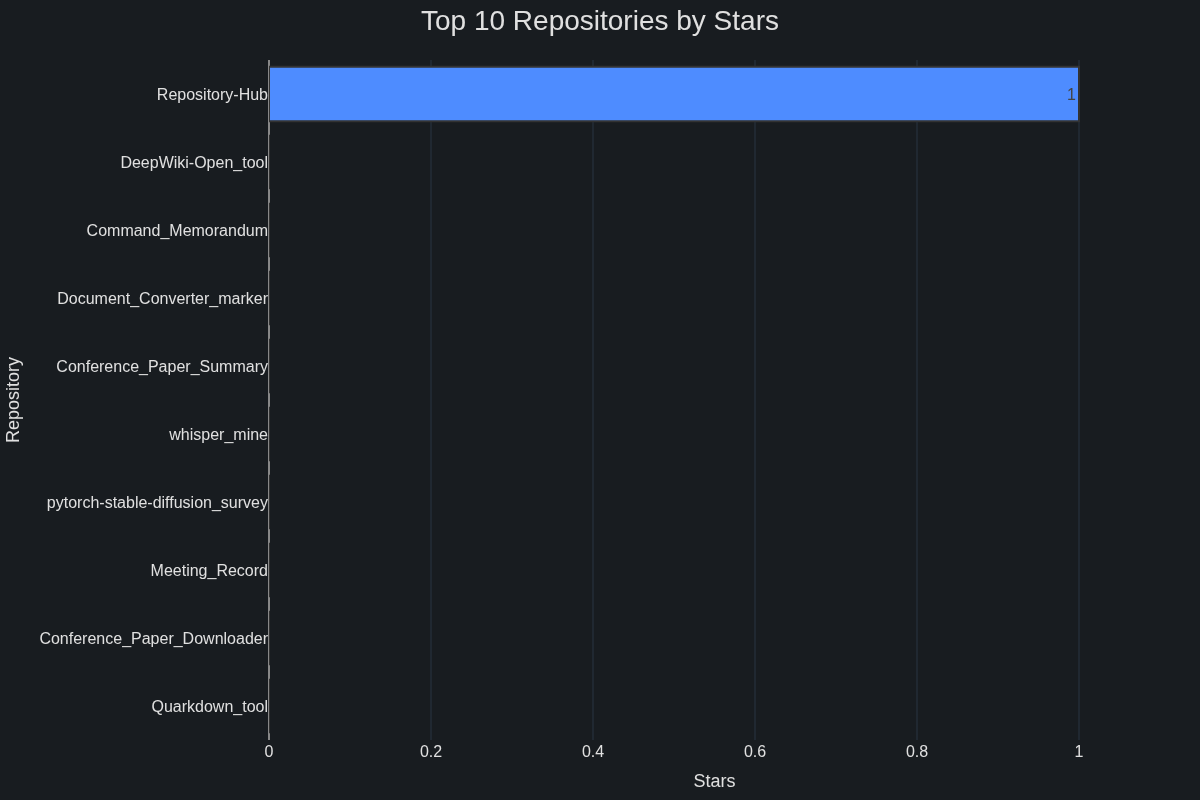 Top 10 Repositories by Stars
Repository-Hub
1
DeepWiki-Open_tool
Command_Memorandum
Document_Converter_marker
Conference_Paper_Summary
whisper_mine
pytorch-stable-diffusion_survey
Meeting_Record
Conference_Paper_Downloader
Quarkdown_tool
Repository
0 0.2 0.4 0.6 0.8 1
Stars